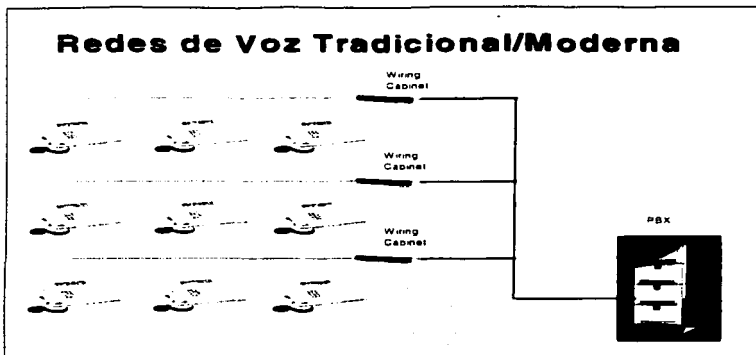 Redes de Voz Tradicional/Moderna
Wiring
Cabinet
Wiring
Cabinet
Wiring
Cabinet
PBX